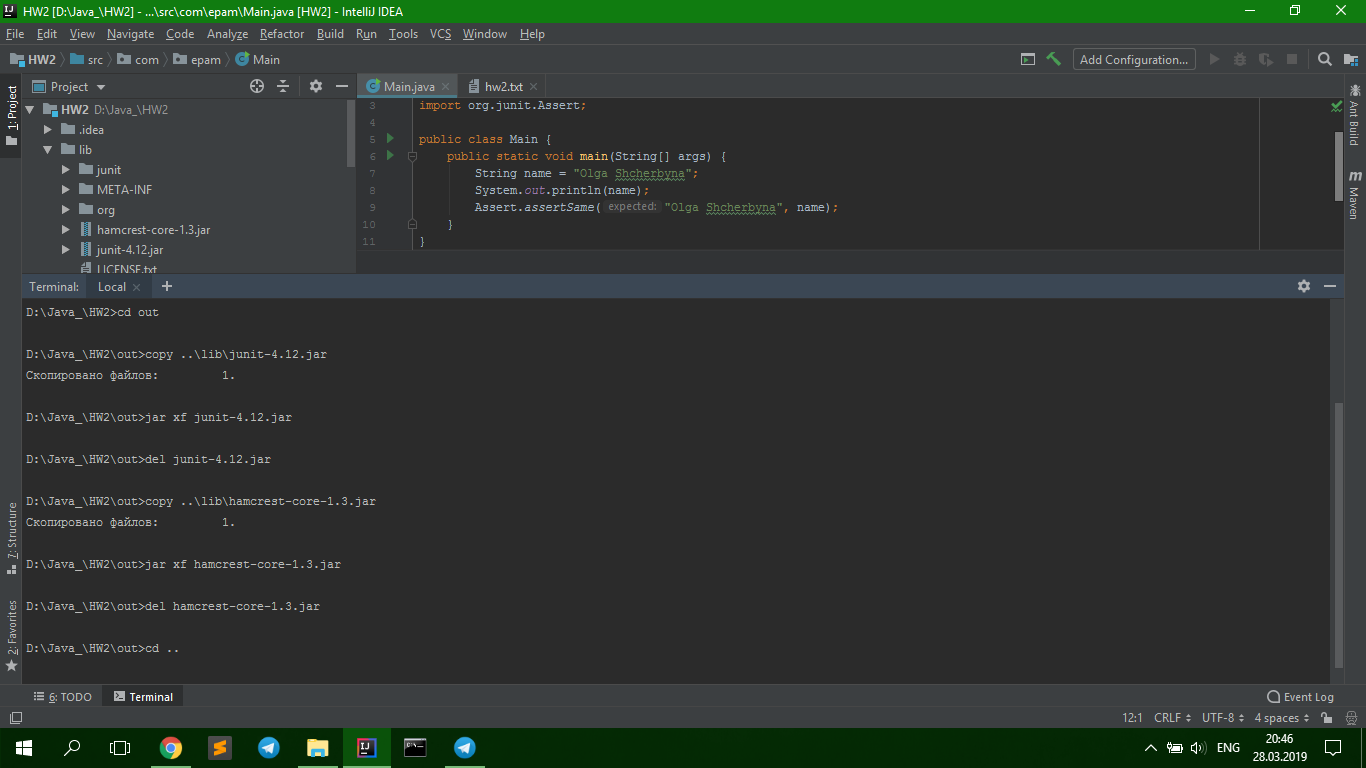 HW2 [D:\Java_\HW2] - ...\src\com\epam\Main.java [HW2] - IntelliJ IDEA
File Edit View Navigate Code Analyze Refactor Build Run Tools VCS Window Help
HW2 src com epam Main Add Configuration...
1: Project
Project
HW2 D:\Java_\HW2
.idea
lib
junit
META-INF
org
hamcrest-core-1.3.jar
junit-4.12.jar
LICENSE.txt
Main.java hw2.txt
3 import org.junit.Assert;
4
5 public class Main {
6 public static void main(String[] args) {
7 String name = "Olga Shcherbyna";
8 System.out.println(name);
9 Assert.assertSame( expected: "Olga Shcherbyna", name);
10 }
11 }
Ant Build
m Maven
Terminal: Local +
D:\Java_\HW2>cd out
D:\Java_\HW2\out>copy ..\lib\junit-4.12.jar
Скопировано файлов: 1.
D:\Java_\HW2\out>jar xf junit-4.12.jar
D:\Java_\HW2\out>del junit-4.12.jar
D:\Java_\HW2\out>copy ..\lib\hamcrest-core-1.3.jar
Скопировано файлов: 1.
D:\Java_\HW2\out>jar xf hamcrest-core-1.3.jar
D:\Java_\HW2\out>del hamcrest-core-1.3.jar
D:\Java_\HW2\out>cd ..
7: Structure
2: Favorites
6: TODO Terminal Event Log
12:1 CRLF UTF-8 4 spaces
ENG
20:46
28.03.2019